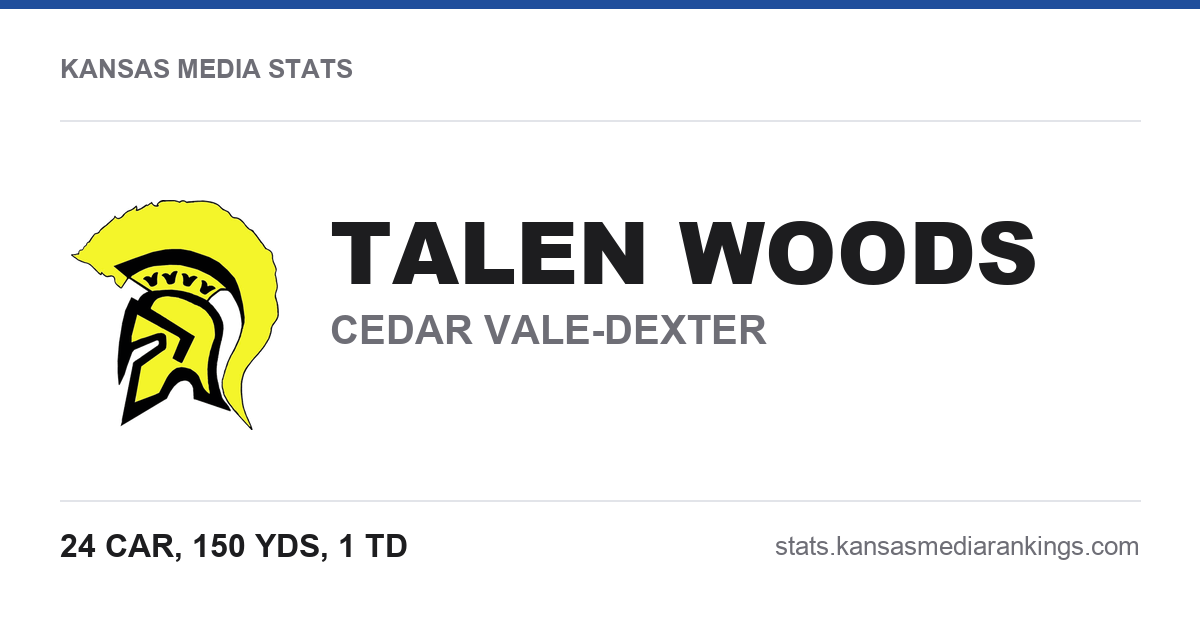 KANSAS MEDIA STATS
TALEN WOODS
CEDAR VALE-DEXTER
24 CAR, 150 YDS, 1 TD
stats.kansasmediarankings.com